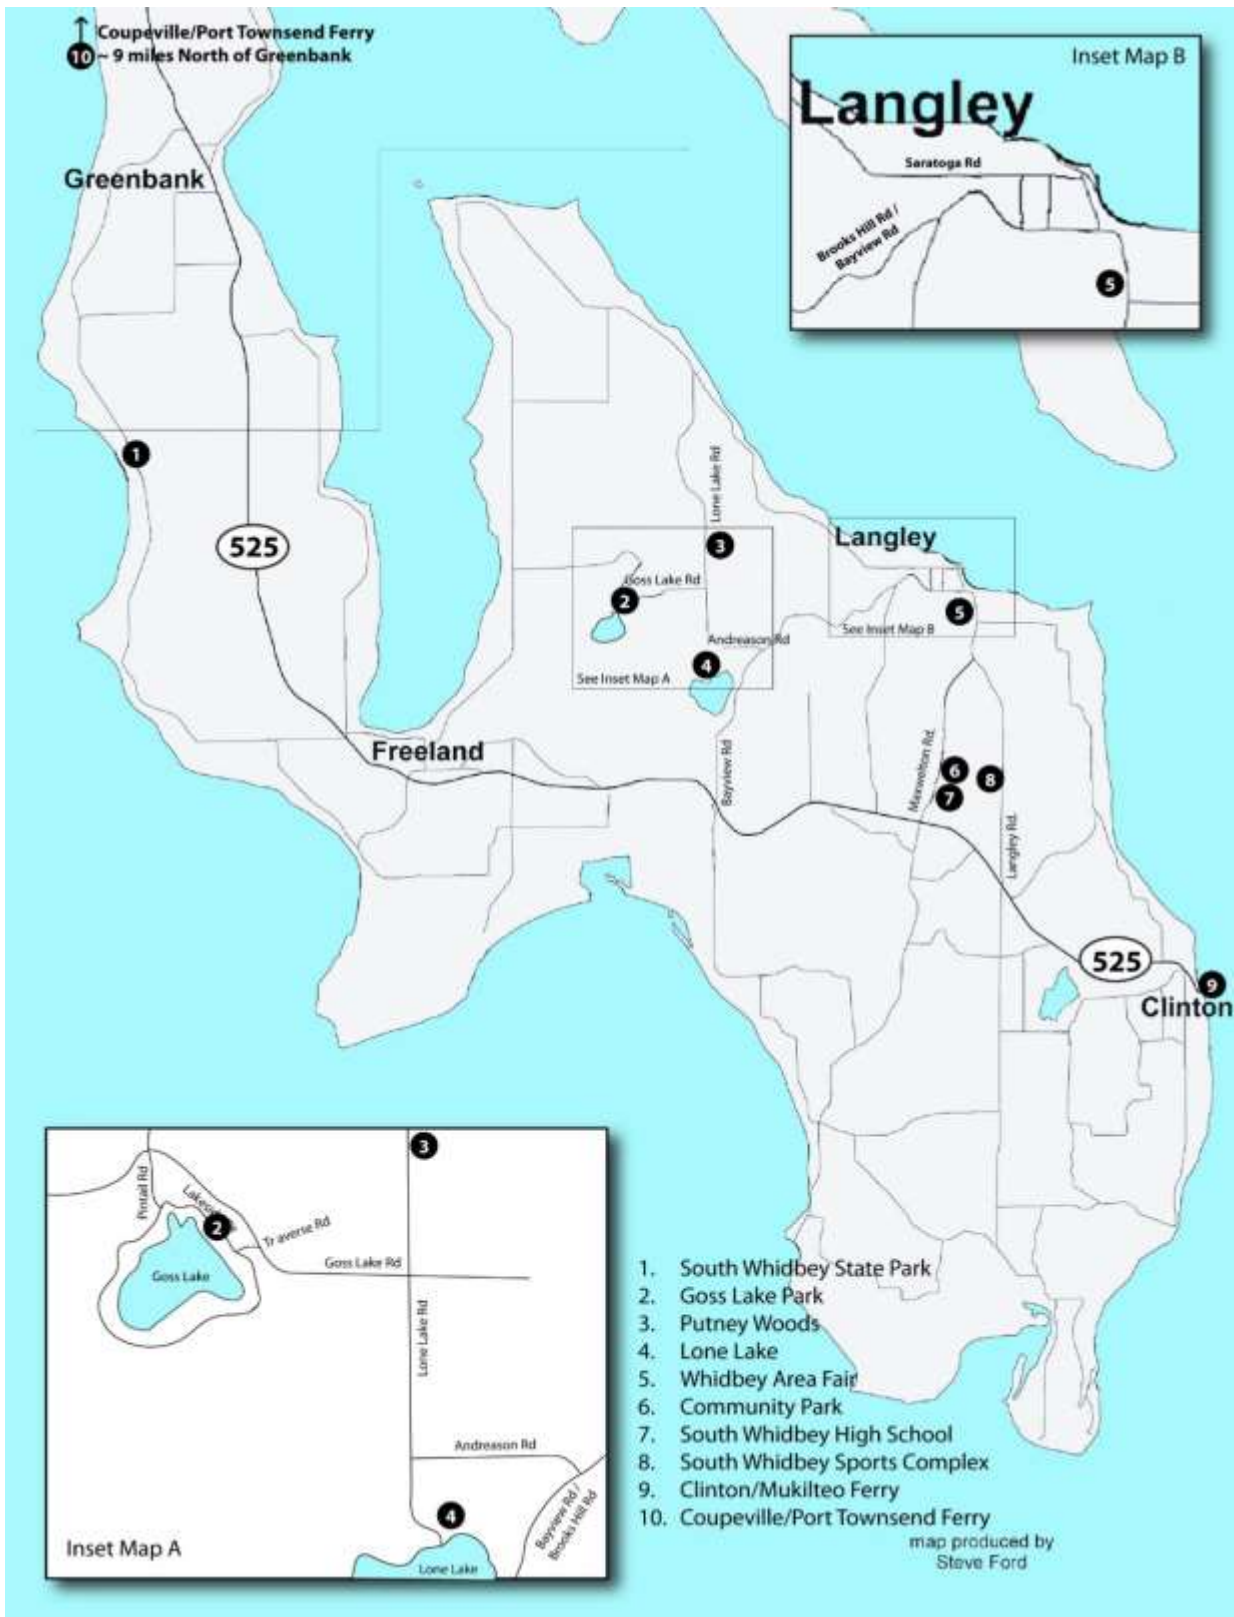 Coupeville/Port Townsend Ferry
10 ~ 9 miles North of Greenbank
Inset Map B
Langley
Saratoga Rd
Brooks Hill Rd /
Bayview Rd
5
Greenbank
1
525
Lone Lake Rd
3
Goss Lake Rd
2
Andreason Rd
4
See Inset Map A
Langley
5
See Inset Map B
Freeland
Bayview Rd
Maxwelton Rd.
6
7
8
Langley Rd.
525
9
Clinton
3
Pintail Rd
2
Traverse Rd
Goss Lake
Goss Lake Rd
Lone Lake Rd
Andreason Rd
4
Bayview Rd /
Brooks Hill Rd
Lone Lake
Inset Map A
1. South Whidbey State Park
2. Goss Lake Park
3. Putney Woods
4. Lone Lake
5. Whidbey Area Fair
6. Community Park
7. South Whidbey High School
8. South Whidbey Sports Complex
9. Clinton/Mukilteo Ferry
10. Coupeville/Port Townsend Ferry
map produced by
Steve Ford